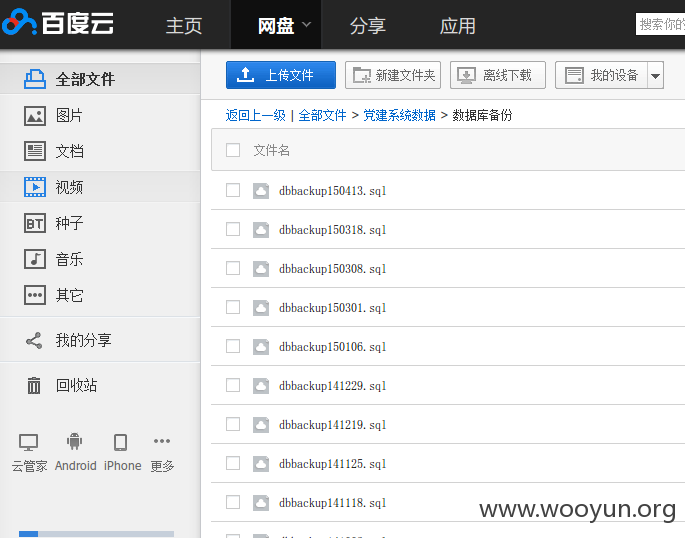 百度云 主页 网盘 分享 应用 搜索你的
全部文件
图片
文档
视频
BT 种子
音乐
其它
我的分享
回收站
云管家 Android iPhone 更多
上传文件 新建文件夹 离线下载 我的设备
返回上一级 | 全部文件 > 党建系统数据 > 数据库备份
文件名
dbbackup150413.sql
dbbackup150318.sql
dbbackup150308.sql
dbbackup150301.sql
dbbackup150106.sql
dbbackup141229.sql
dbbackup141219.sql
dbbackup141125.sql
dbbackup141118.sql
www.wooyun.org